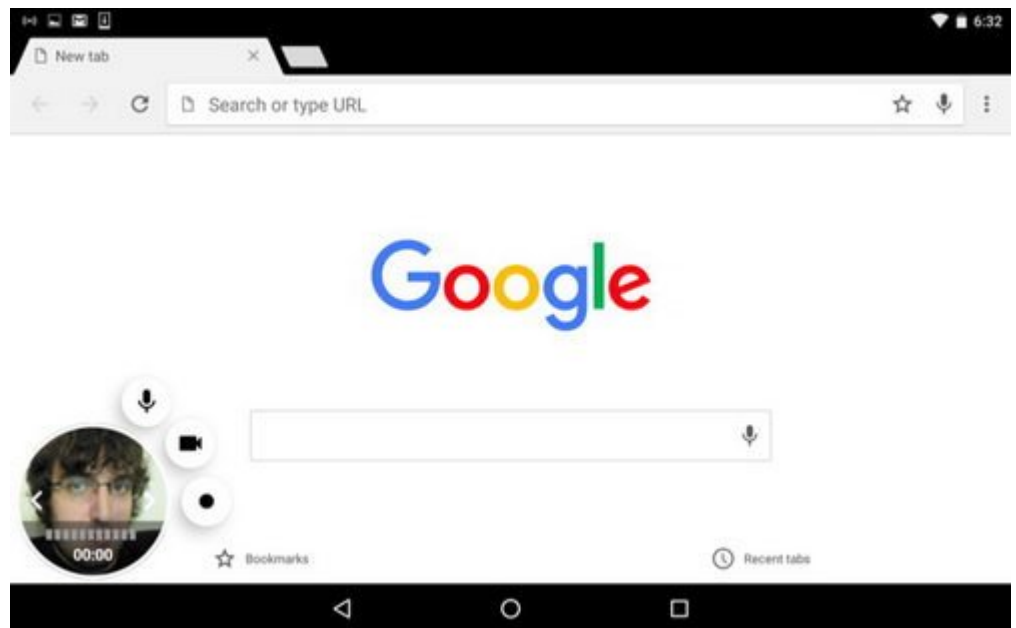 6:32
New tab
Search or type URL
Google
00:00
Bookmarks
Recent tabs